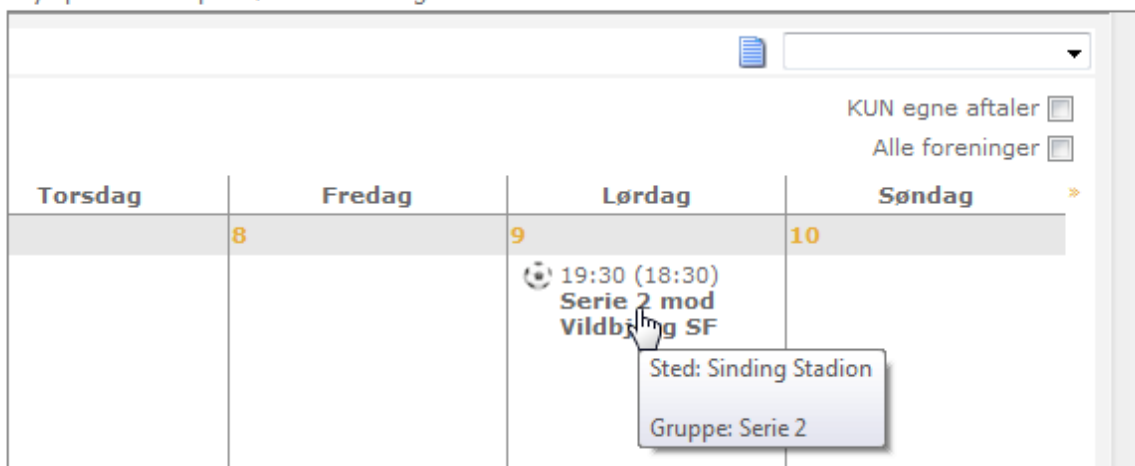 KUN egne aftaler
Alle foreninger
Torsdag Fredag Lørdag Søndag »
8 9 10
19:30 (18:30)
Serie 2 mod
SF
Sted: Sinding Stadion
Gruppe: Serie 2